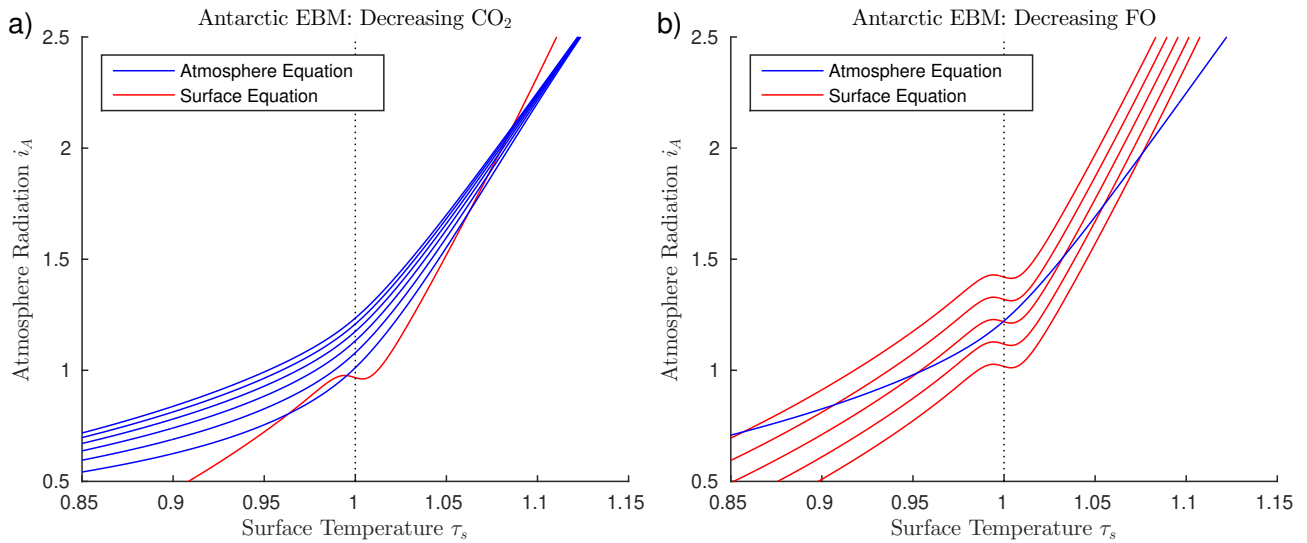 a)
Antarctic EBM: Decreasing CO₂
2.5
2
1.5
1
0.5
Atmosphere Radiation i_A
Atmosphere Equation
Surface Equation
0.85
0.9
0.95
1
1.05
1.1
1.15
Surface Temperature τ_s
b)
Antarctic EBM: Decreasing FO
2.5
2
1.5
1
0.5
Atmosphere Radiation i_A
Atmosphere Equation
Surface Equation
0.85
0.9
0.95
1
1.05
1.1
1.15
Surface Temperature τ_s